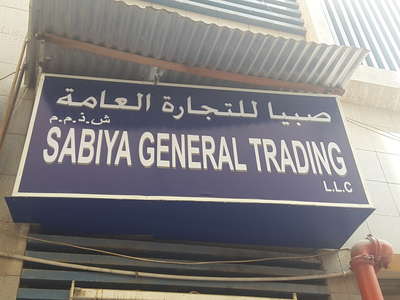 صبيا للتجارة العامة
ش.ذ.م.م
SABIYA GENERAL TRADING
L.L.C